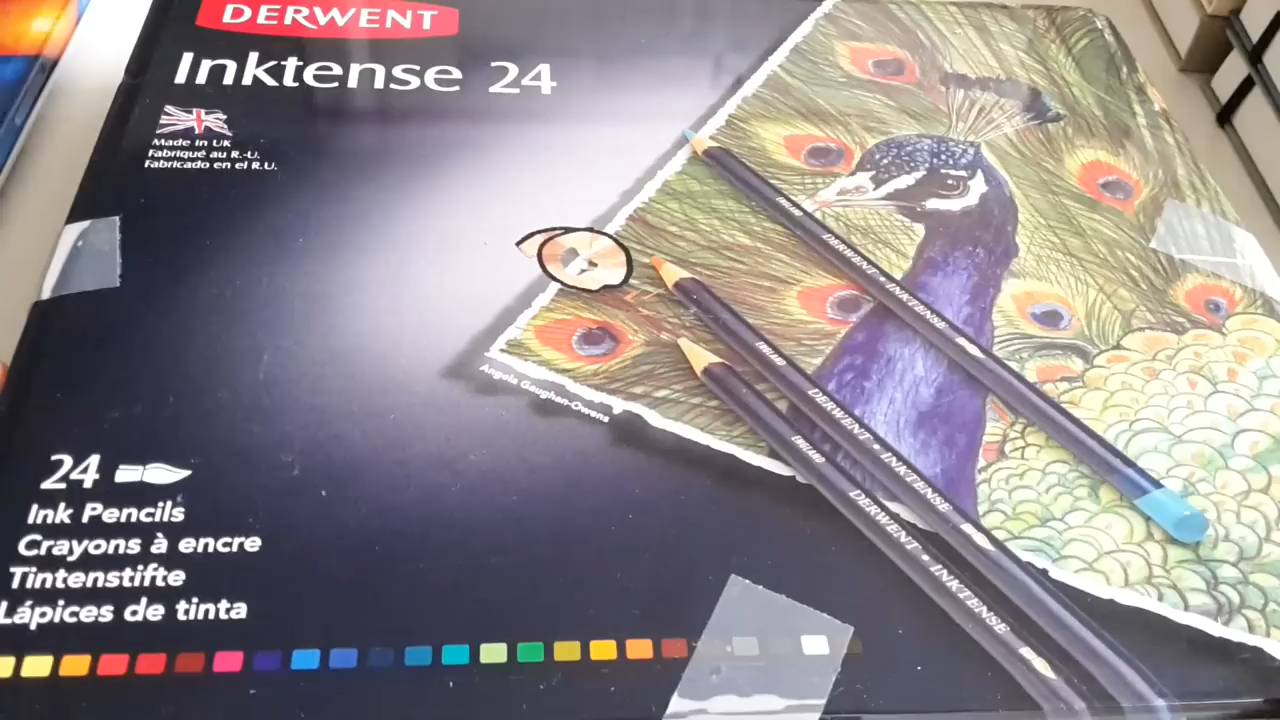 DERWENT
Inktense 24
Made in UK
Fabriqué au R.-U.
Fabricado en el R.U.
ENGLAND
DERWENT • INKTENSE
ENGLAND
DERWENT • INKTENSE
ENGLAND
DERWENT • INKTENSE
Angela Gaughan-Owens
24
Ink Pencils
Crayons à encre
Tintenstifte
Lápices de tinta